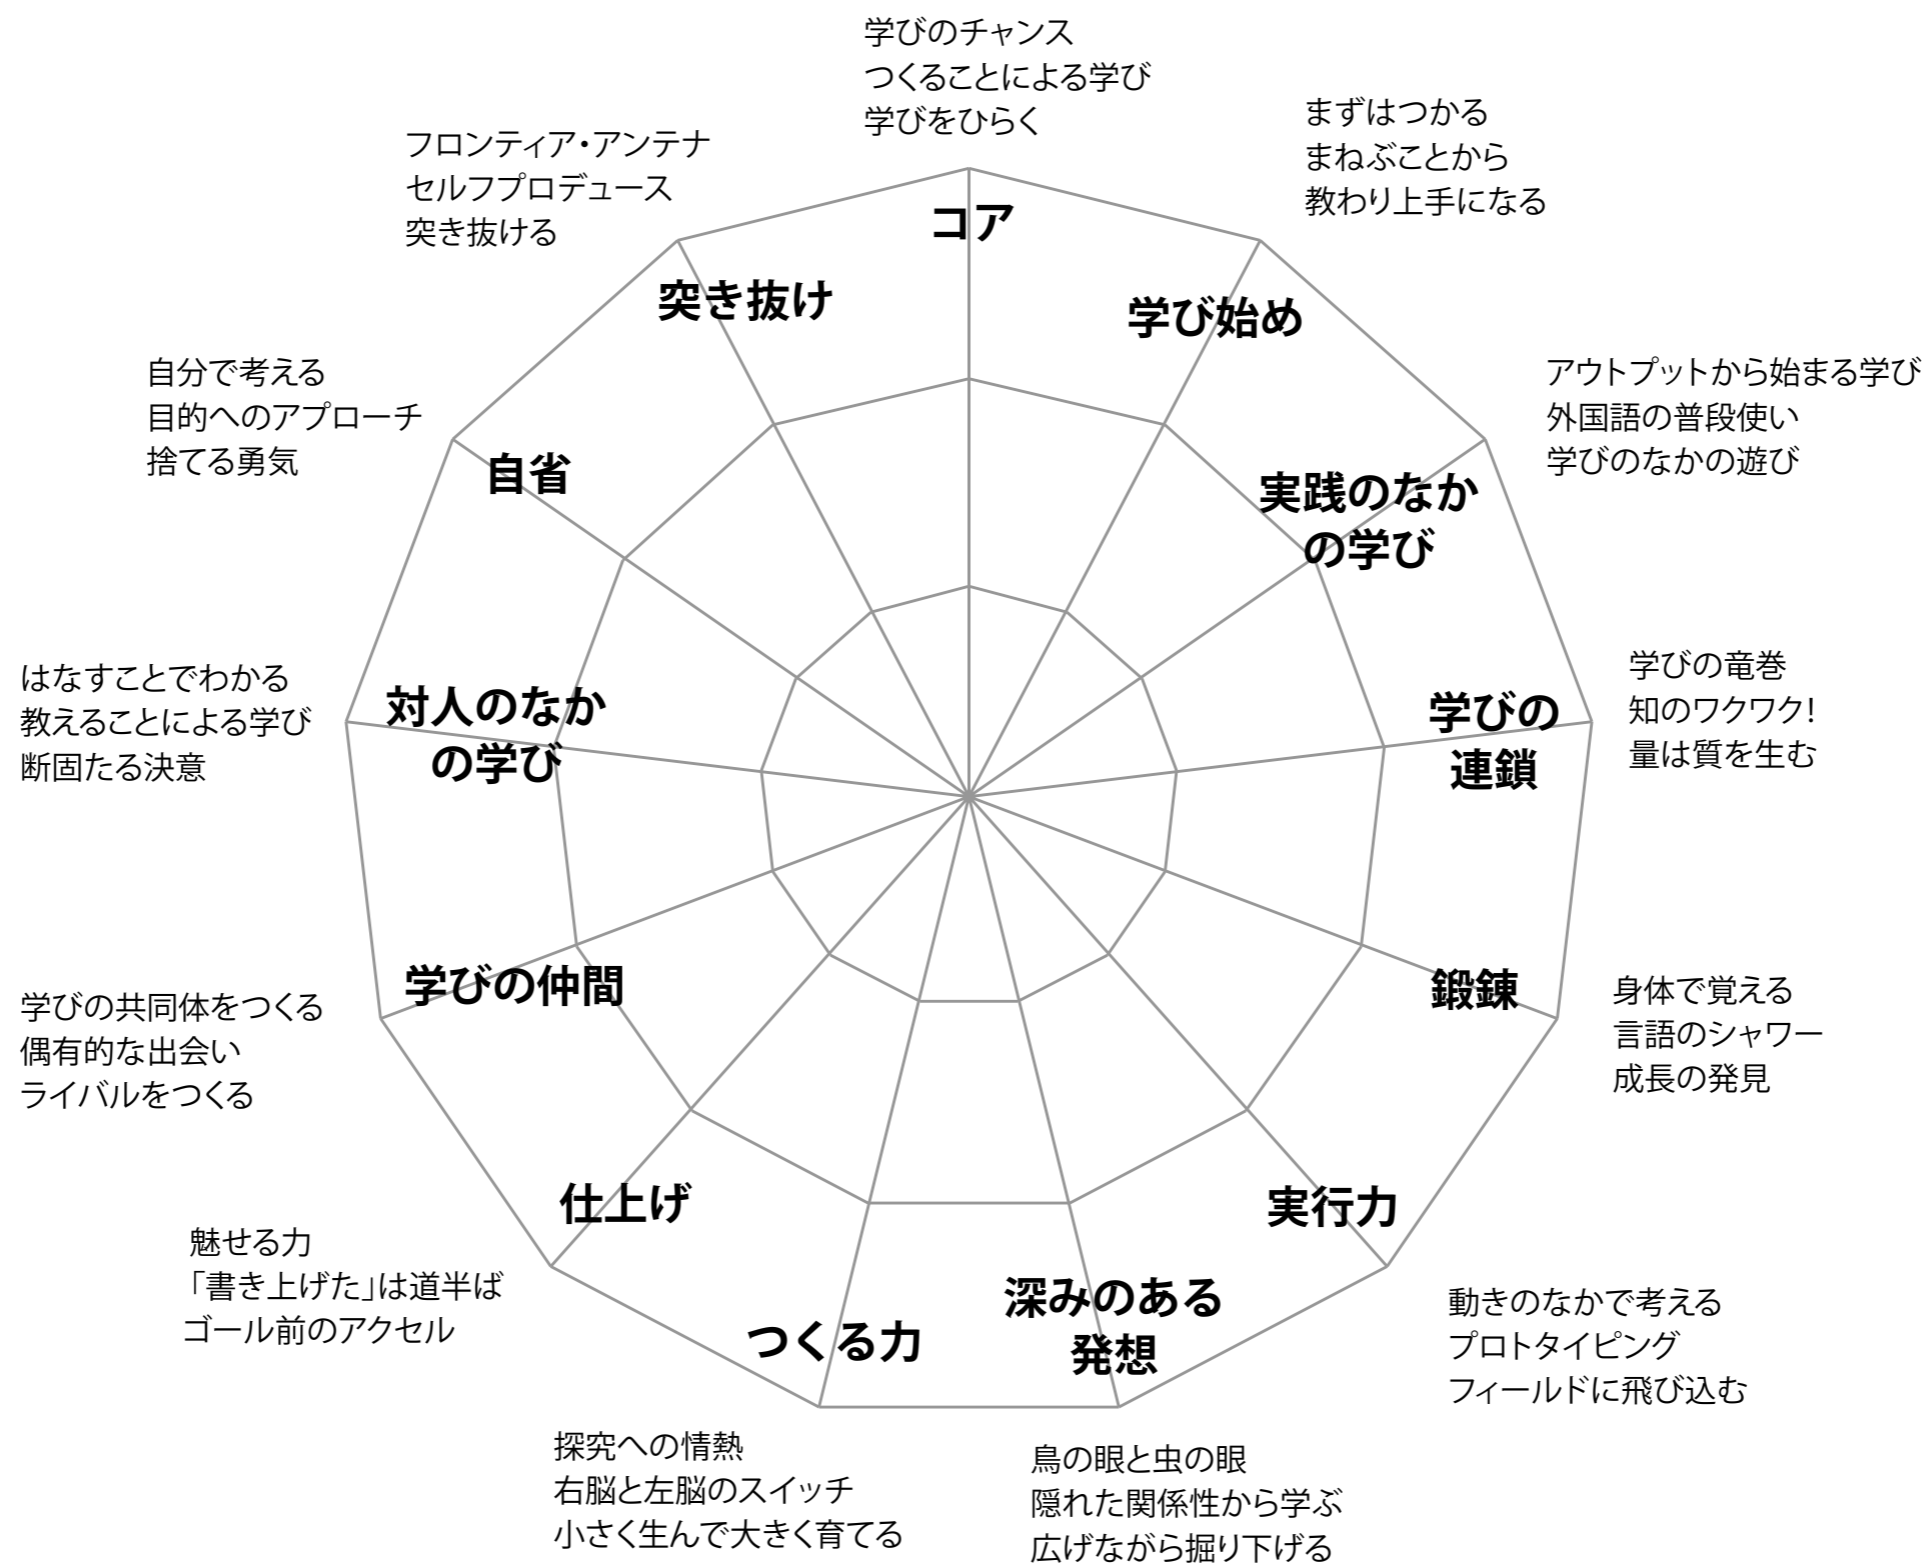 学びのチャンス
つくることによる学び
学びをひらく
コア
まずはつかる
まねぶことから
教わり上手になる
学び始め
アウトプットから始まる学び
外国語の普段使い
学びのなかの遊び
実践のなか
の学び
学びの竜巻
知のワクワク!
量は質を生む
学びの
連鎖
身体で覚える
言語のシャワー
成長の発見
鍛錬
動きのなかで考える
プロトタイピング
フィールドに飛び込む
実行力
鳥の眼と虫の眼
隠れた関係性から学ぶ
広げながら掘り下げる
深みのある
発想
探究への情熱
右脳と左脳のスイッチ
小さく生んで大きく育てる
つくる力
魅せる力
「書き上げた」は道半ば
ゴール前のアクセル
仕上げ
学びの共同体をつくる
偶有的な出会い
ライバルをつくる
学びの仲間
はなすことでわかる
教えることによる学び
断固たる決意
対人のなか
の学び
自分で考える
目的へのアプローチ
捨てる勇気
自省
フロンティア・アンテナ
セルフプロデュース
突き抜ける
突き抜け